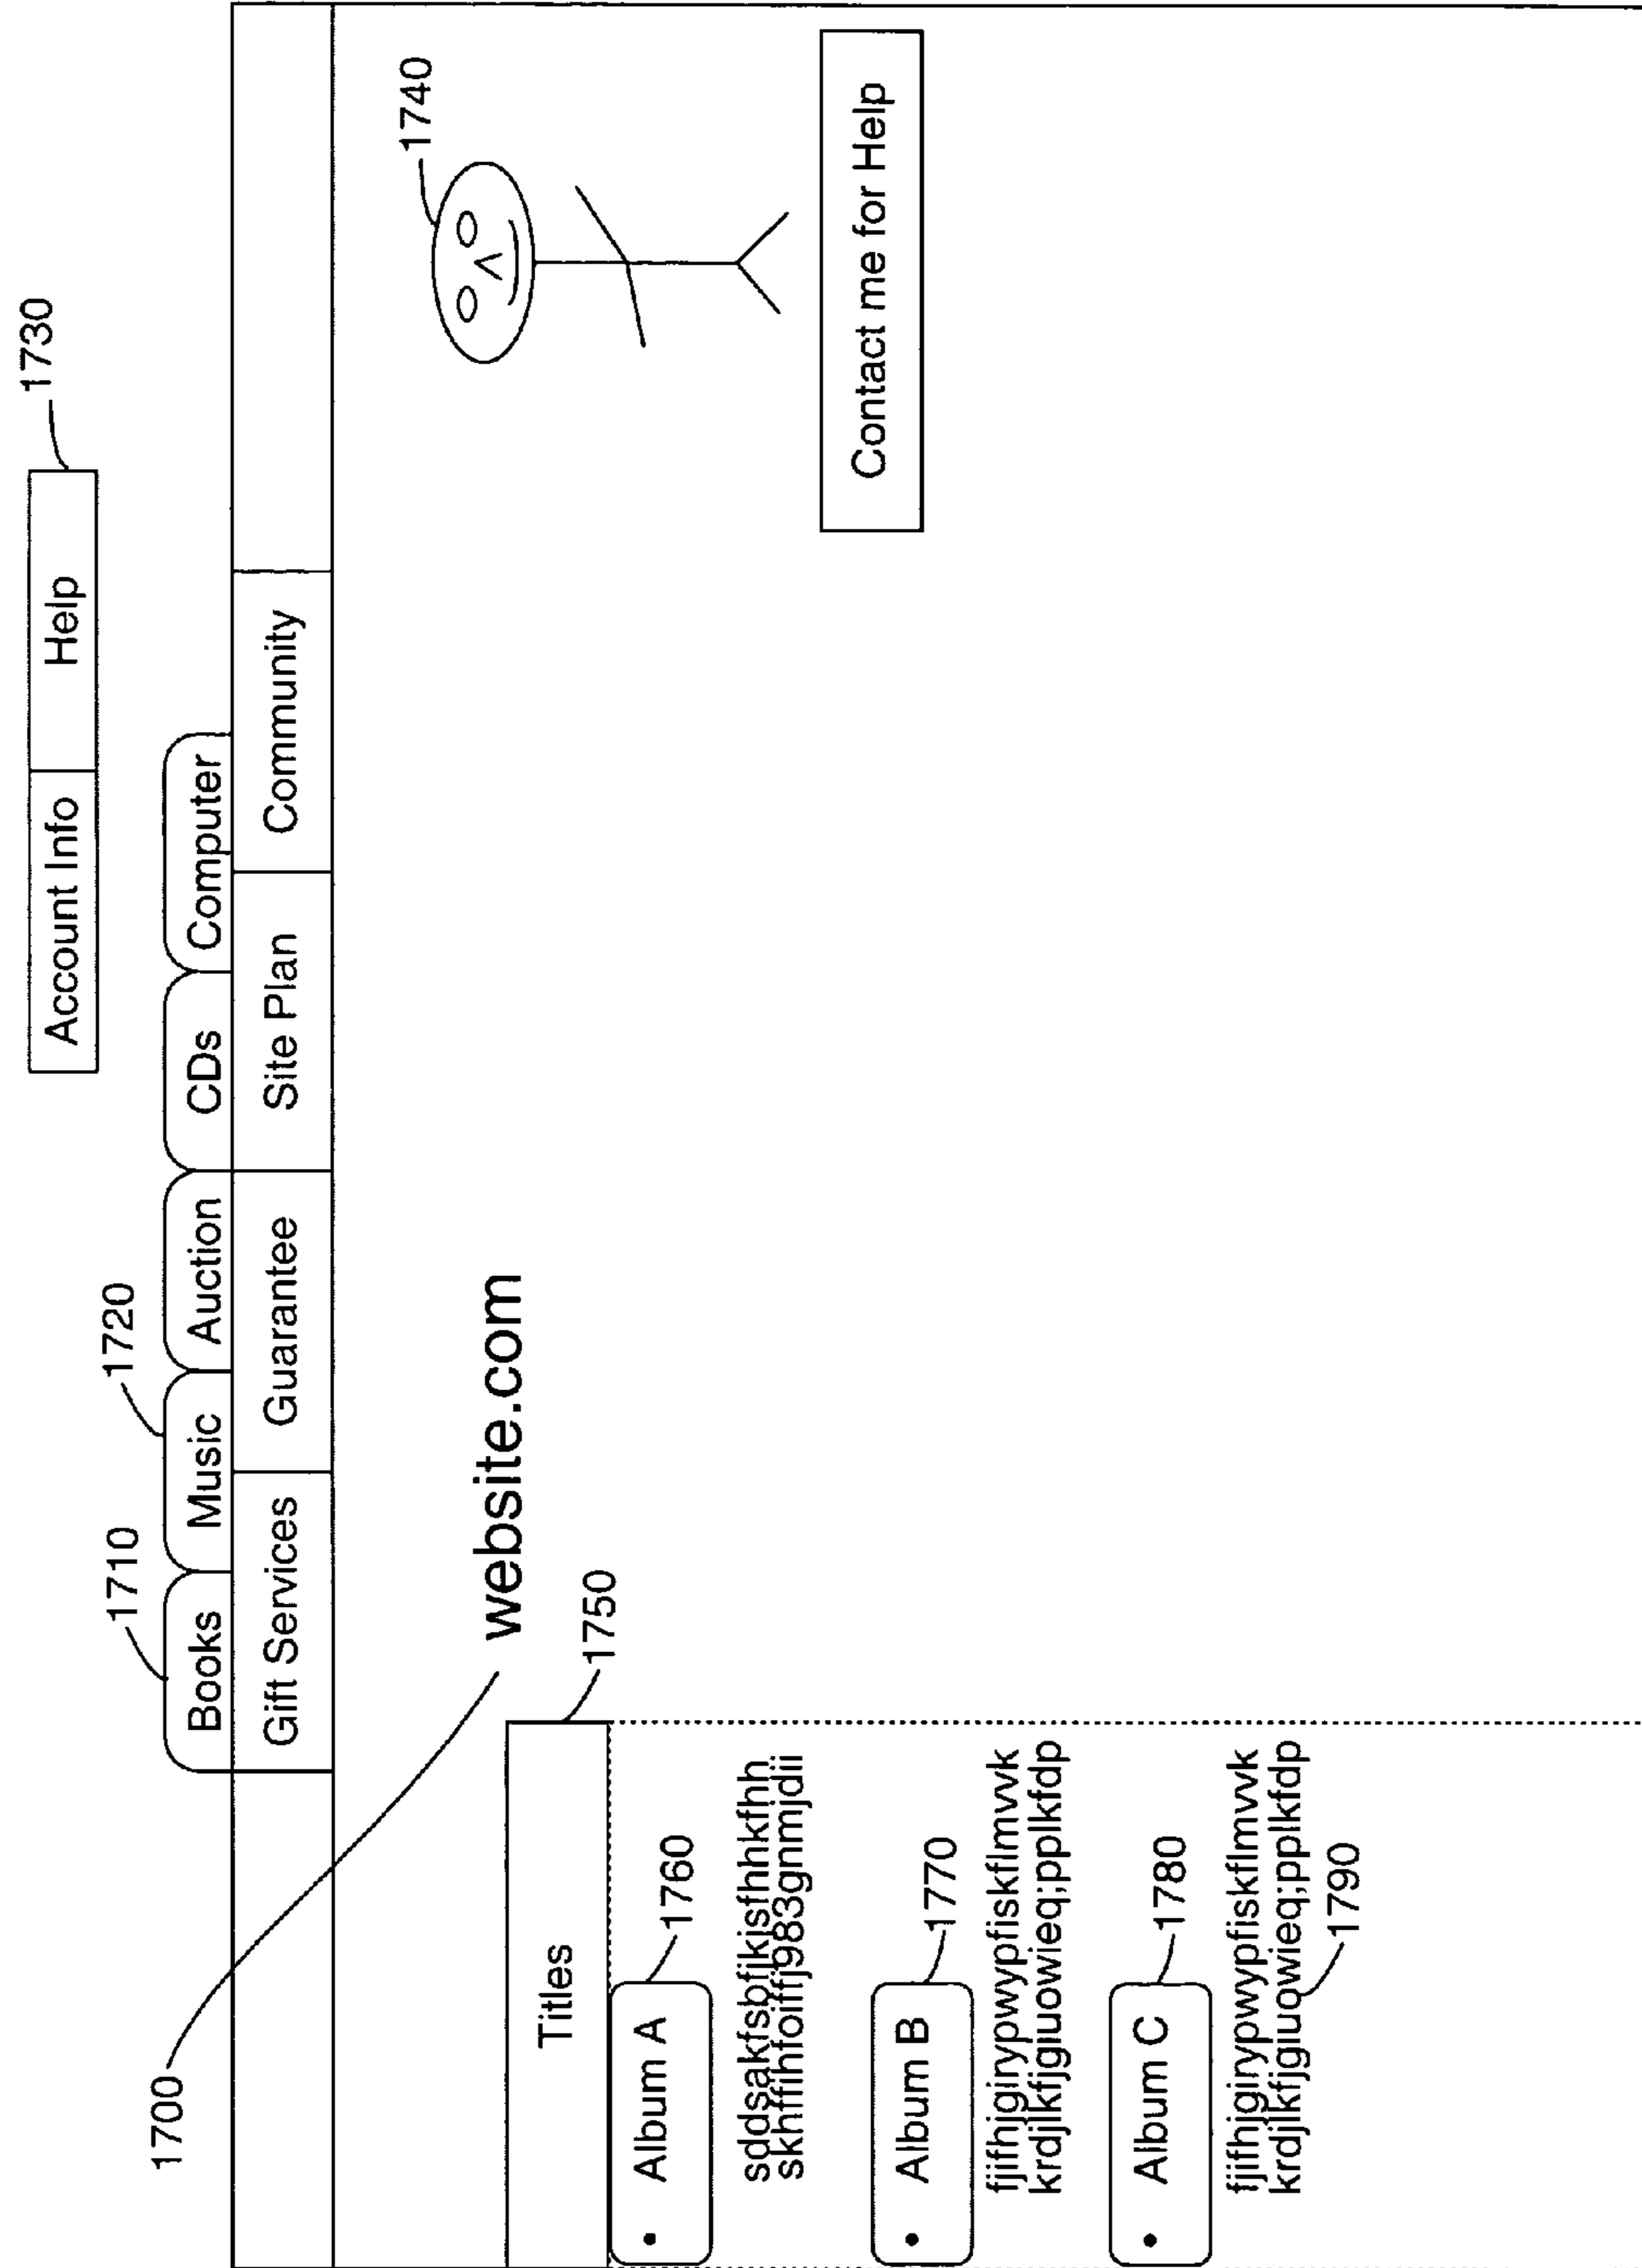 1730
Account Info Help
1710 1720
Books Music Auction CDs Computer
Gift Services Guarantee Site Plan Community
1700
1740
website.com
1750
Titles
Album A
1760
sddsakfsbfjkjsfhhkfhh
skhffihfoiffj983gnmjdii
Contact me for Help
Album B
1770
fjifhjgirypwypfiskflmvvk
krdjlkfjgiuowieq;pplkfdp
Album C
1780
fjifhjgirypwypfiskflmvvk
krdjlkfjgiuowieq;pplkfdp
1790